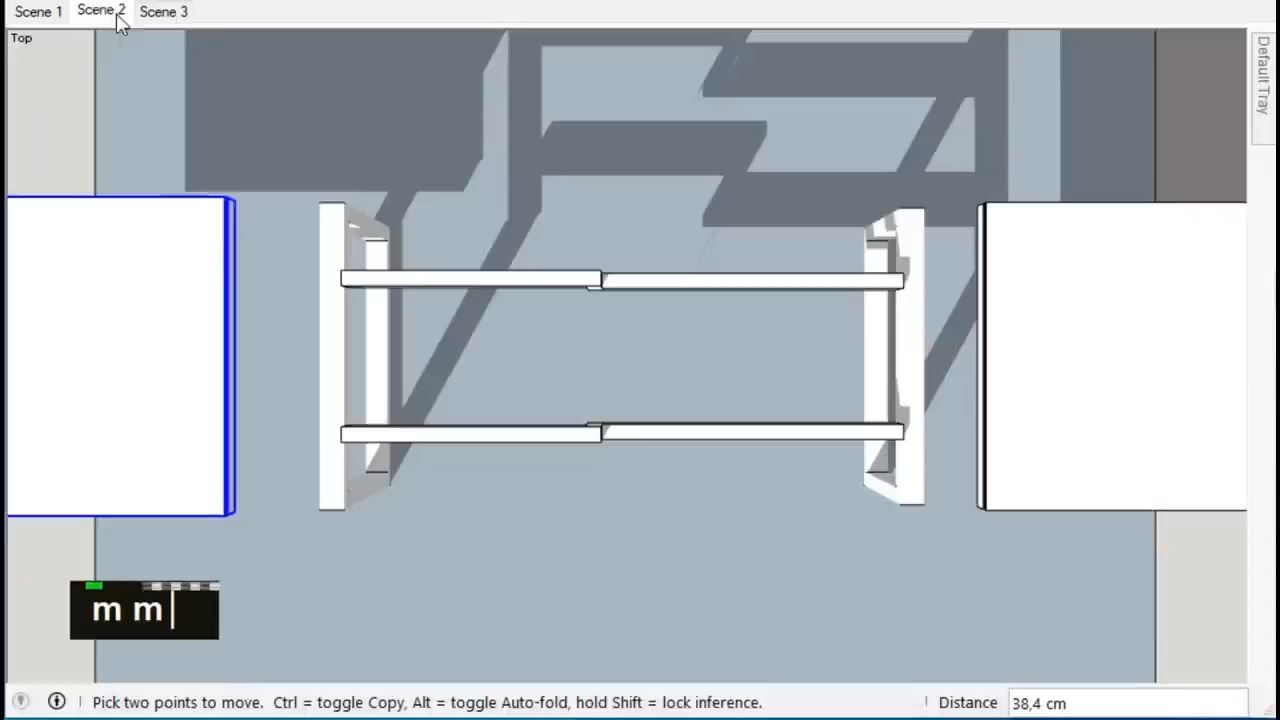 Scene 1 Scene 2 Scene 3
Top
Default Tray
m m
Pick two points to move. Ctrl = toggle Copy, Alt = toggle Auto-fold, hold Shift = lock inference. Distance 38,4 cm